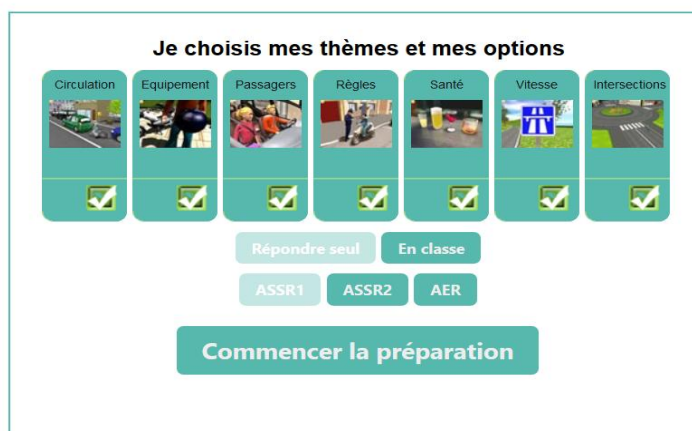 Je choisis mes thèmes et mes options
Circulation Equipement Passagers Règles Santé Vitesse Intersections
Répondre seul En classe
ASSR1 ASSR2 AER
Commencer la préparation